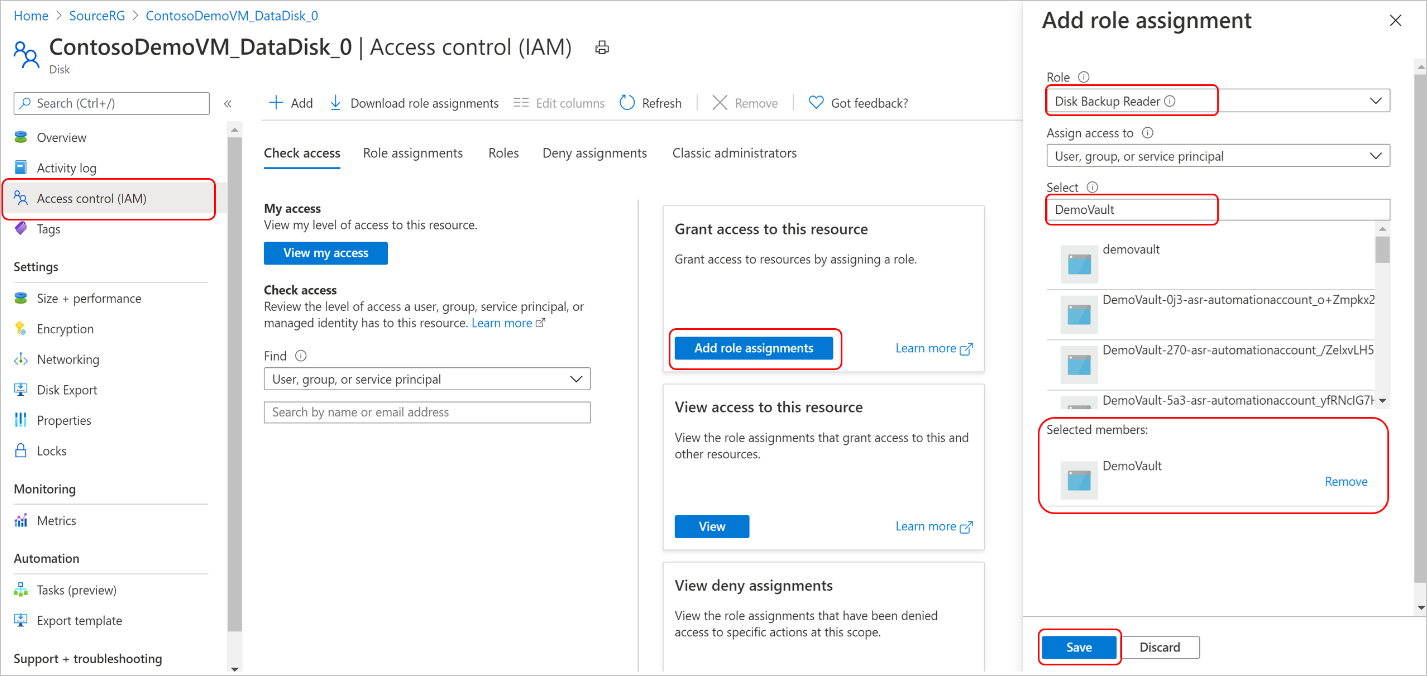 Home > SourceRG > ContosoDemoVM_DataDisk_0
ContosoDemoVM_DataDisk_0 | Access control (IAM)
Disk
Search (Ctrl+/)
«
Overview
Activity log
Access control (IAM)
Tags
Settings
Size + performance
Encryption
Networking
Disk Export
Properties
Locks
Monitoring
Metrics
Automation
Tasks (preview)
Export template
Support + troubleshooting
Add
Download role assignments
Edit columns
Refresh
Remove
Got feedback?
Check access
Role assignments
Roles
Deny assignments
Classic administrators
My access
View my level of access to this resource.
View my access
Check access
Review the level of access a user, group, service principal, or
managed identity has to this resource. Learn more
Find
User, group, or service principal
Search by name or email address
Grant access to this resource
Grant access to resources by assigning a role.
Add role assignments
Learn more
View access to this resource
View the role assignments that grant access to this and
other resources.
View
Learn more
View deny assignments
View the role assignments that have been denied
access to specific actions at this scope.
Add role assignment
Role
Disk Backup Reader
Assign access to
User, group, or service principal
Select
DemoVault
demovault
DemoVault-0j3-asr-automationaccount_o+Zmpkx2
DemoVault-270-asr-automationaccount_/ZelxvLH5
DemoVault-5a3-asr-automationaccount_yfRNclG7H
Selected members:
DemoVault
Remove
Save
Discard